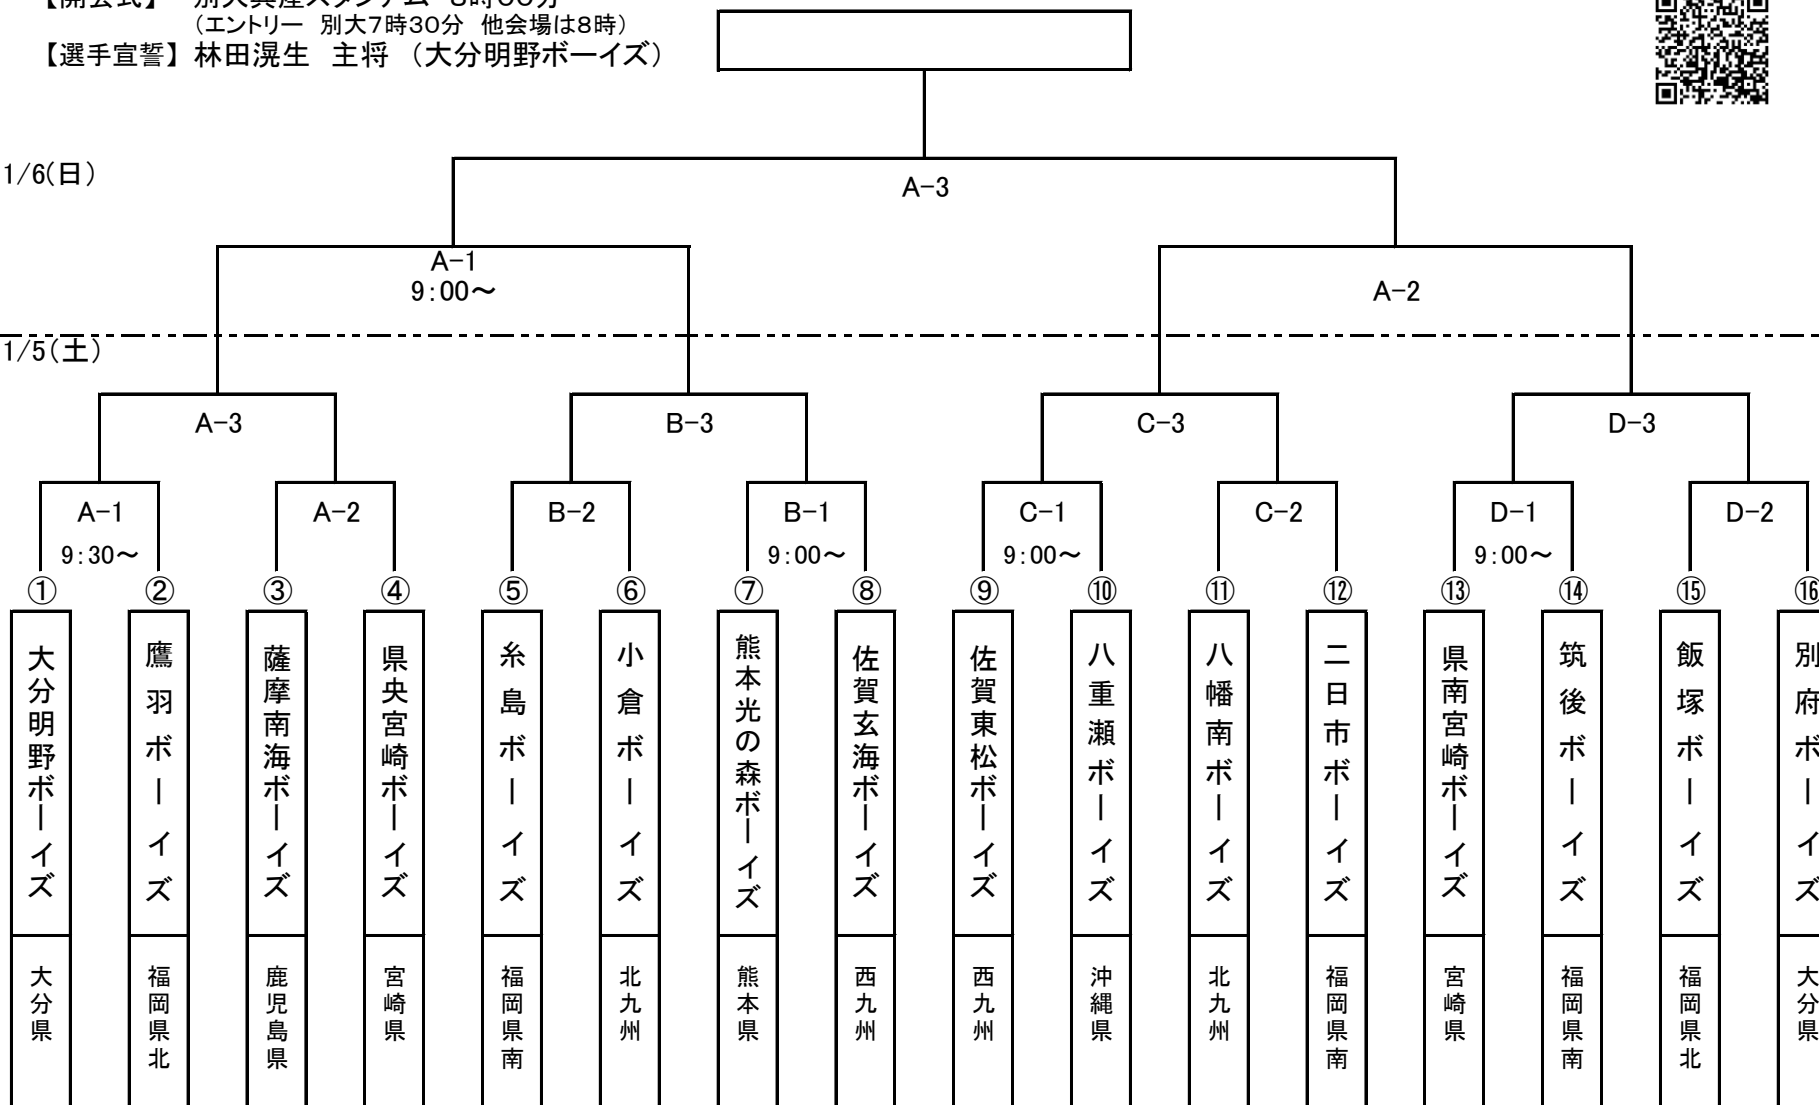 (エントリー 別大7時30分 他会場は8時)
【選手宣誓】 林田滉生 主将 (大分明野ボーイズ)
1/6(日)
A-3
A-1
9:00～
A-2
1/5(土)
A-3
B-3
C-3
D-3
A-1
A-2
B-2
B-1
C-1
C-2
D-1
D-2
9:30～
9:00～
9:00～
9:00～
①
②
③
④
⑤
⑥
⑦
⑧
⑨
⑩
⑪
⑫
⑬
⑭
⑮
⑯
大分明野ボーイズ
鷹羽ボーイズ
薩摩南海ボーイズ
県央宮崎ボーイズ
糸島ボーイズ
小倉ボーイズ
熊本光の森ボーイズ
佐賀玄海ボーイズ
佐賀東松ボーイズ
八重瀬ボーイズ
八幡南ボーイズ
二日市ボーイズ
県南宮崎ボーイズ
筑後ボーイズ
飯塚ボーイズ
別府ボーイズ
大分県
福岡県北
鹿児島県
宮崎県
福岡県南
北九州
熊本県
西九州
西九州
沖縄県
北九州
福岡県南
宮崎県
福岡県南
福岡県北
大分県